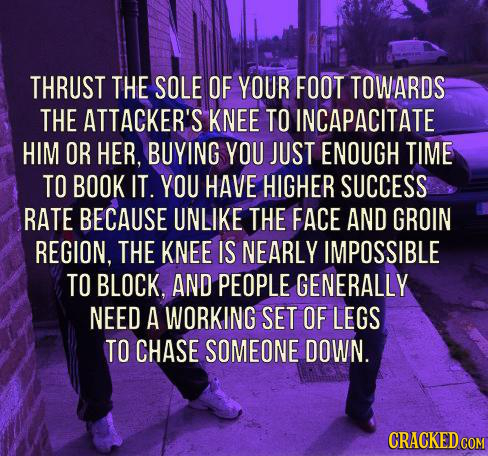 THRUST THE SOLE OF YOUR FOOT TOWARDS
THE ATTACKER'S KNEE TO INCAPACITATE
HIM OR HER, BUYING YOU JUST ENOUGH TIME
TO BOOK IT. YOU HAVE HIGHER SUCCESS
RATE BECAUSE UNLIKE THE FACE AND GROIN
REGION, THE KNEE IS NEARLY IMPOSSIBLE
TO BLOCK, AND PEOPLE GENERALLY
NEED A WORKING SET OF LEGS
TO CHASE SOMEONE DOWN.
CRACKED.COM